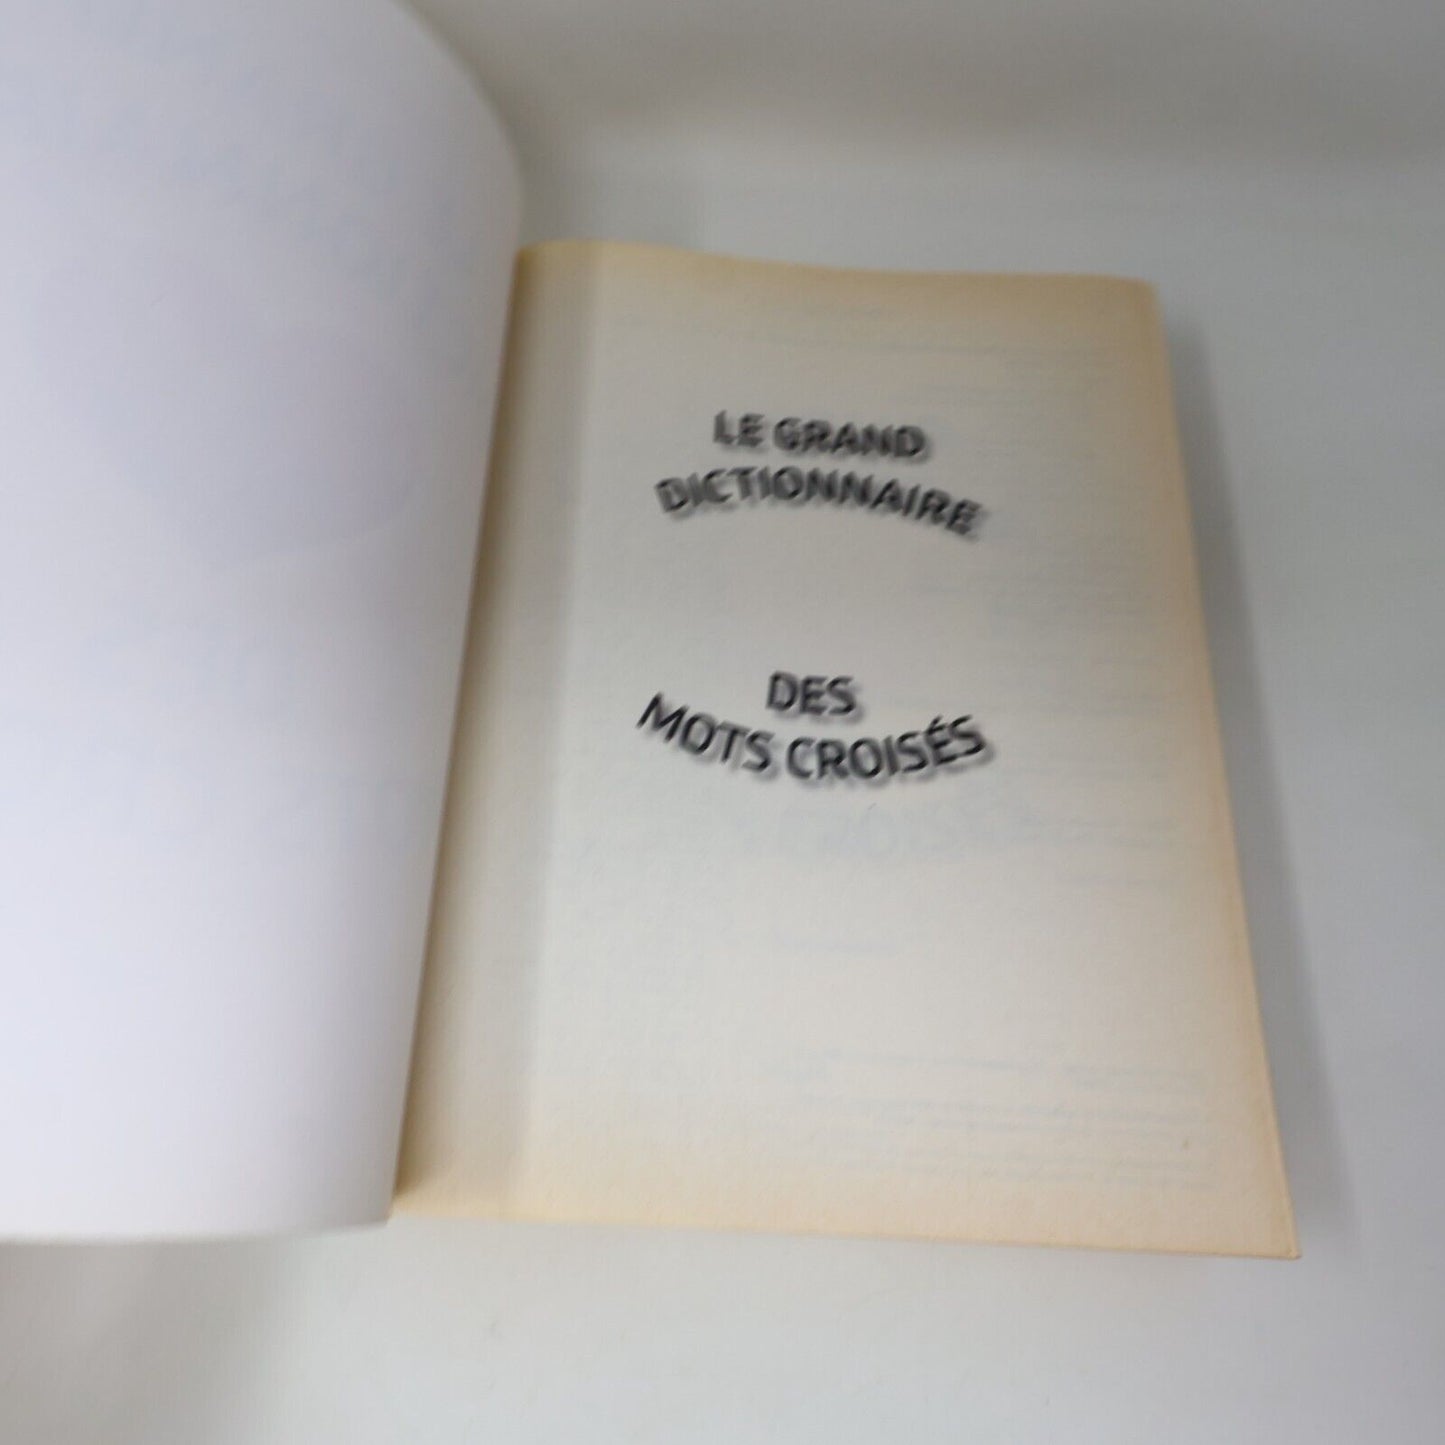 LE GRAND
DICTIONNAIRE
DES
MOTS CROISÉS